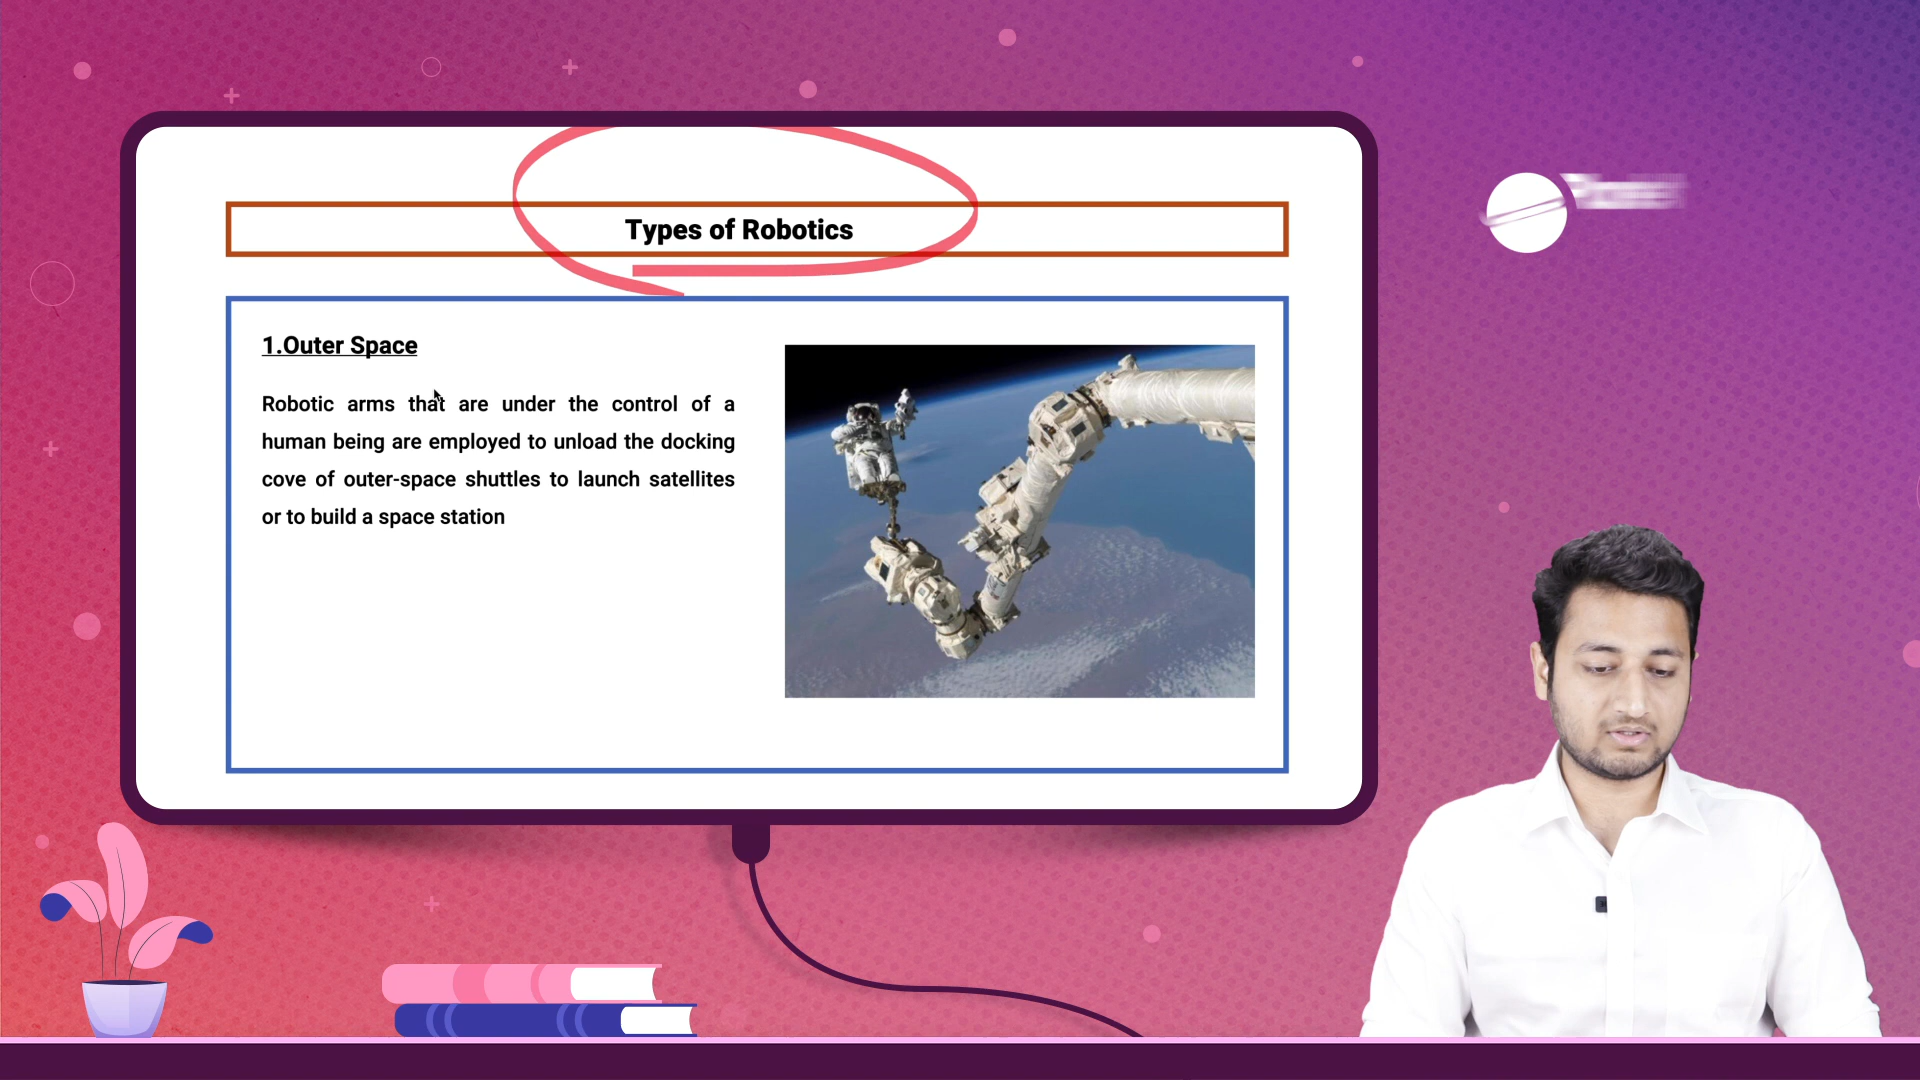 Types of Robotics
1.Outer Space
Robotic arms that are under the control of a
human being are employed to unload the docking
cove of outer-space shuttles to launch satellites
or to build a space station